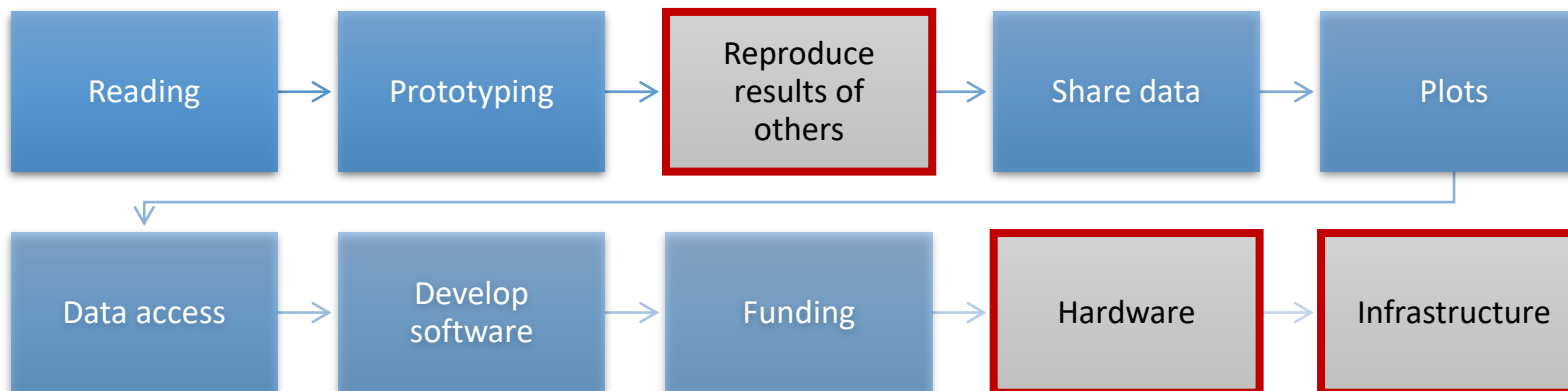 Reading
Prototyping
Reproduce
results of
others
Share data
Plots
Data access
Develop
software
Funding
Hardware
Infrastructure